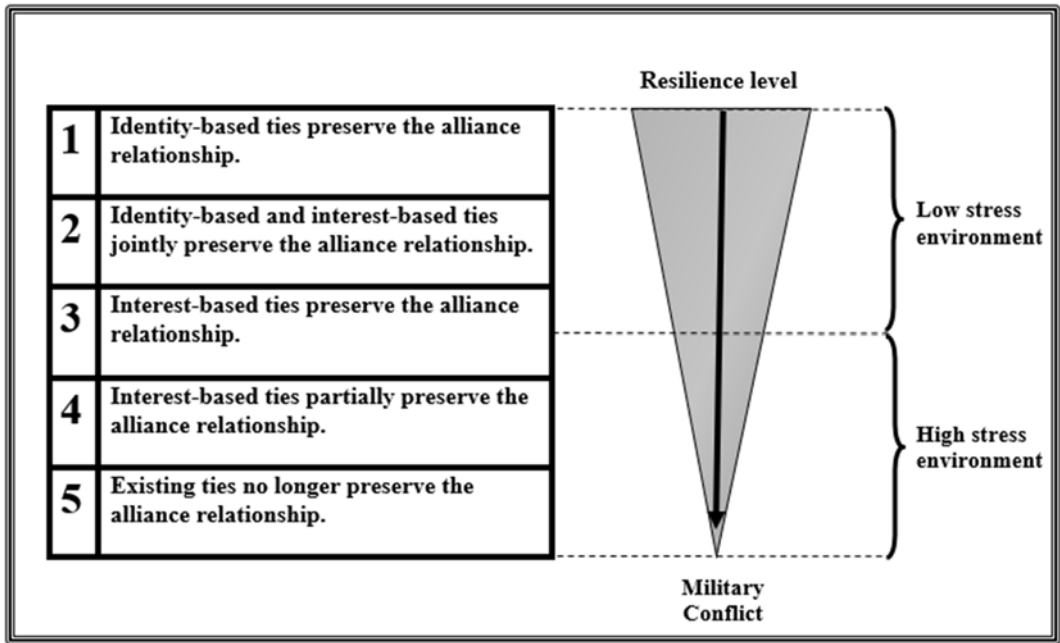 Resilience level
1
Identity-based ties preserve the alliance
relationship.
2
Identity-based and interest-based ties
jointly preserve the alliance relationship.
3
Interest-based ties preserve the alliance
relationship.
4
Interest-based ties partially preserve the
alliance relationship.
5
Existing ties no longer preserve the
alliance relationship.
Low stress
environment
High stress
environment
Military
Conflict